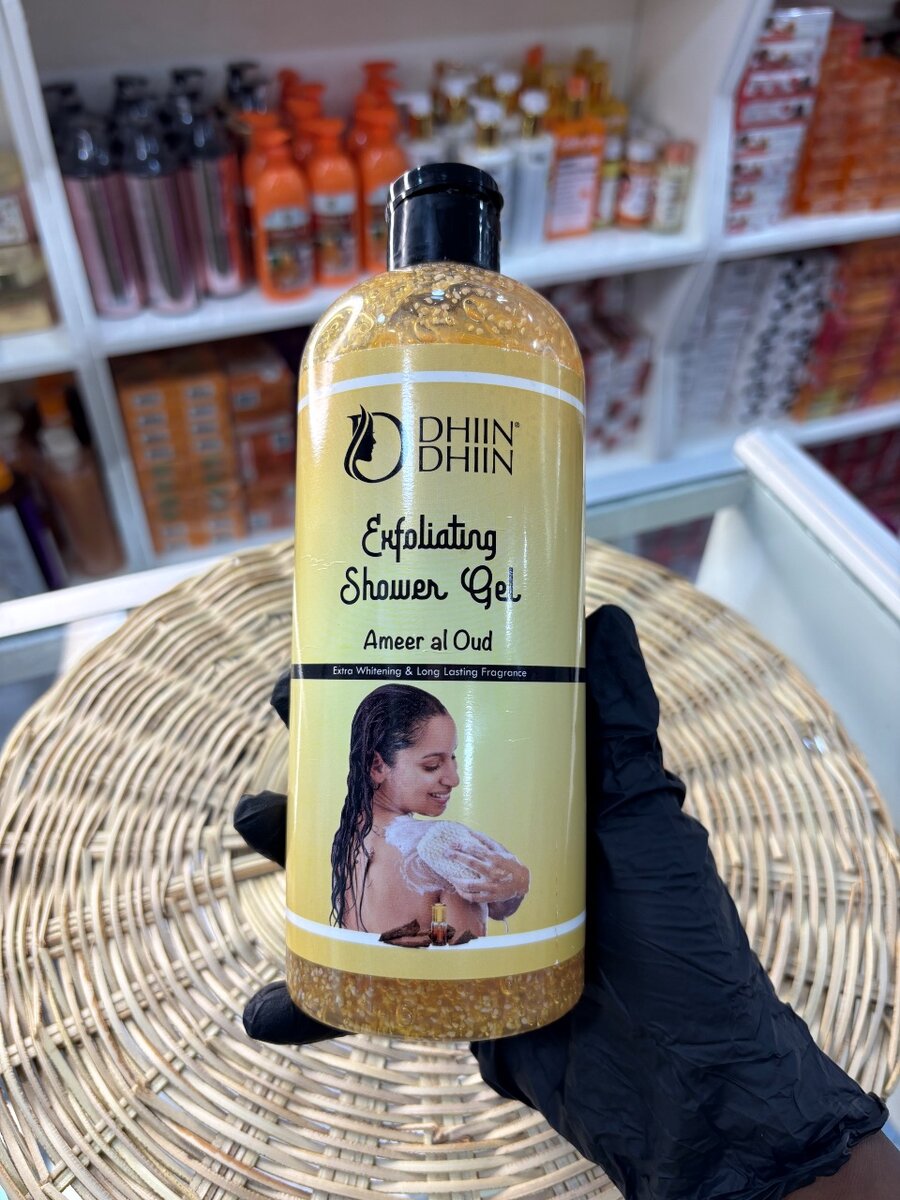 DHIIN®
DHIIN
Exfoliating
Shower Gel
Ameer al Oud
Extra Whitening & Long Lasting Fragrance